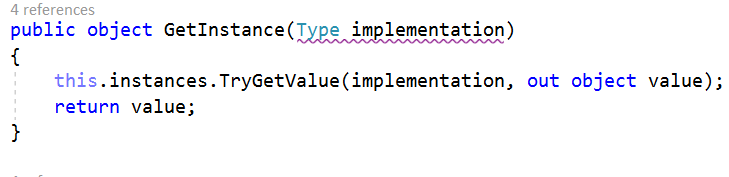 4 references
public object GetInstance(Type implementation)
{
this.instances.TryGetValue(implementation, out object value);
return value;
}